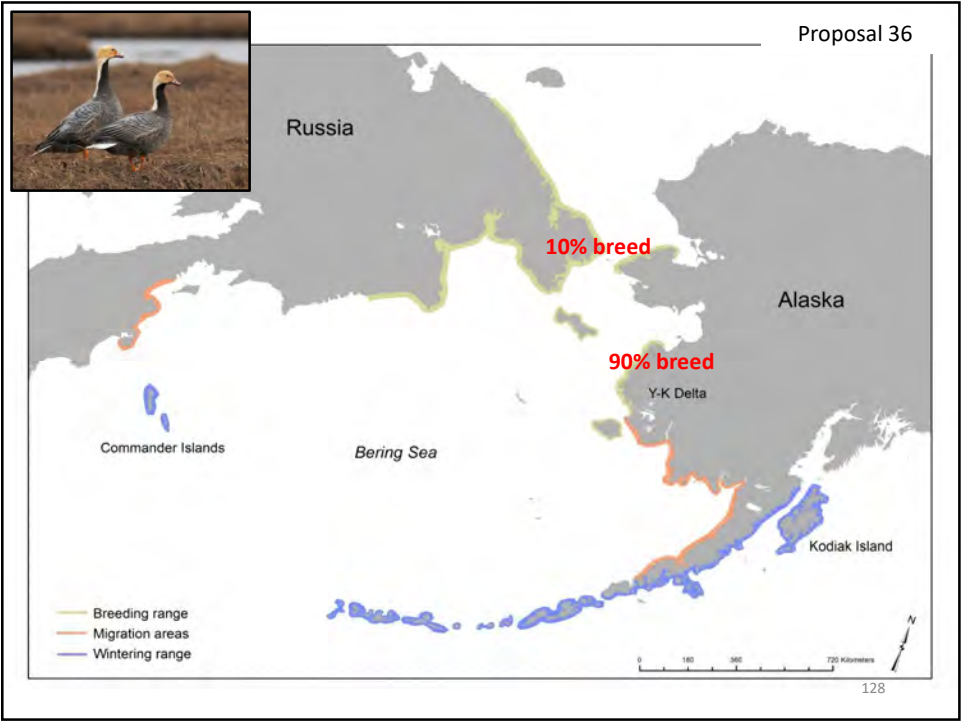 Proposal 36
Russia
10% breed
Alaska
90% breed
Y-K Delta
Commander Islands
Bering Sea
Kodiak Island
Breeding range
Migration areas
Wintering range
N
0 180 360 720 Kilometers
128